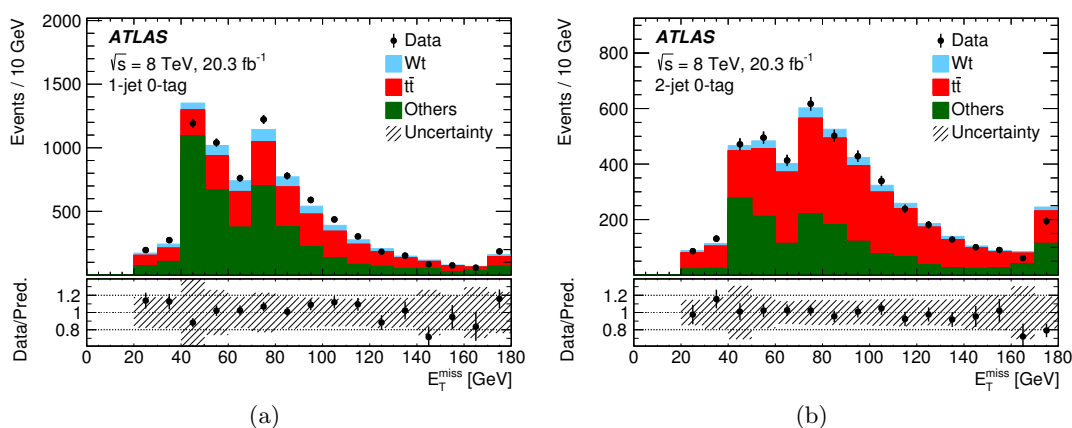 Events / 10 GeV
2000
1500
1000
500
ATLAS
√s = 8 TeV, 20.3 fb⁻¹
1-jet 0-tag
Data
Wt
tt̄
Others
Uncertainty
Data/Pred.
1.2
1
0.8
0 20 40 60 80 100 120 140 160 180
E_T^miss [GeV]
(a)
Events / 10 GeV
800
600
400
200
ATLAS
√s = 8 TeV, 20.3 fb⁻¹
2-jet 0-tag
Data
Wt
tt̄
Others
Uncertainty
Data/Pred.
1.2
1
0.8
0 20 40 60 80 100 120 140 160 180
E_T^miss [GeV]
(b)